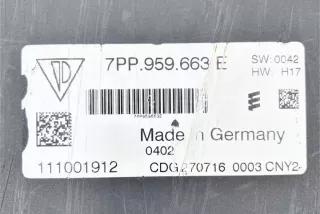 7PP.959.663 E
SW:0042
HW: H17
Made in Germany
0402
111001912
CDG 270716 0003 CNY2-